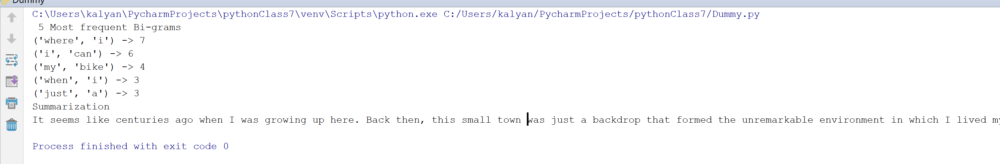 Dummy
C:\Users\kalyan\PycharmProjects\pythonClass7\venv\Scripts\python.exe C:/Users/kalyan/PycharmProjects/pythonClass7/Dummy.py
5 Most frequent Bi-grams
('where', 'i') -> 7
('i', 'can') -> 6
('my', 'bike') -> 4
('when', 'i') -> 3
('just', 'a') -> 3
Summarization
It seems like centuries ago when I was growing up here. Back then, this small town was just a backdrop that formed the unremarkable environment in which I lived my
Process finished with exit code 0